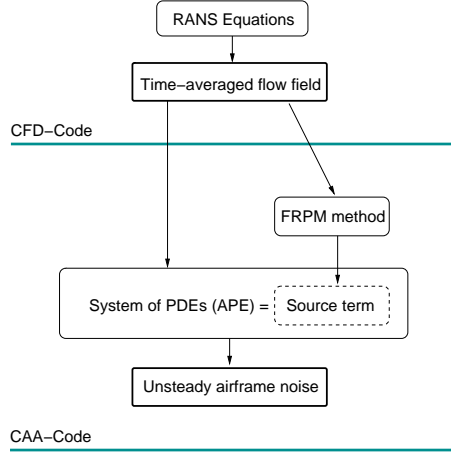 RANS Equations
Time−averaged flow field
CFD−Code
FRPM method
System of PDEs (APE) = Source term
Unsteady airframe noise
CAA−Code